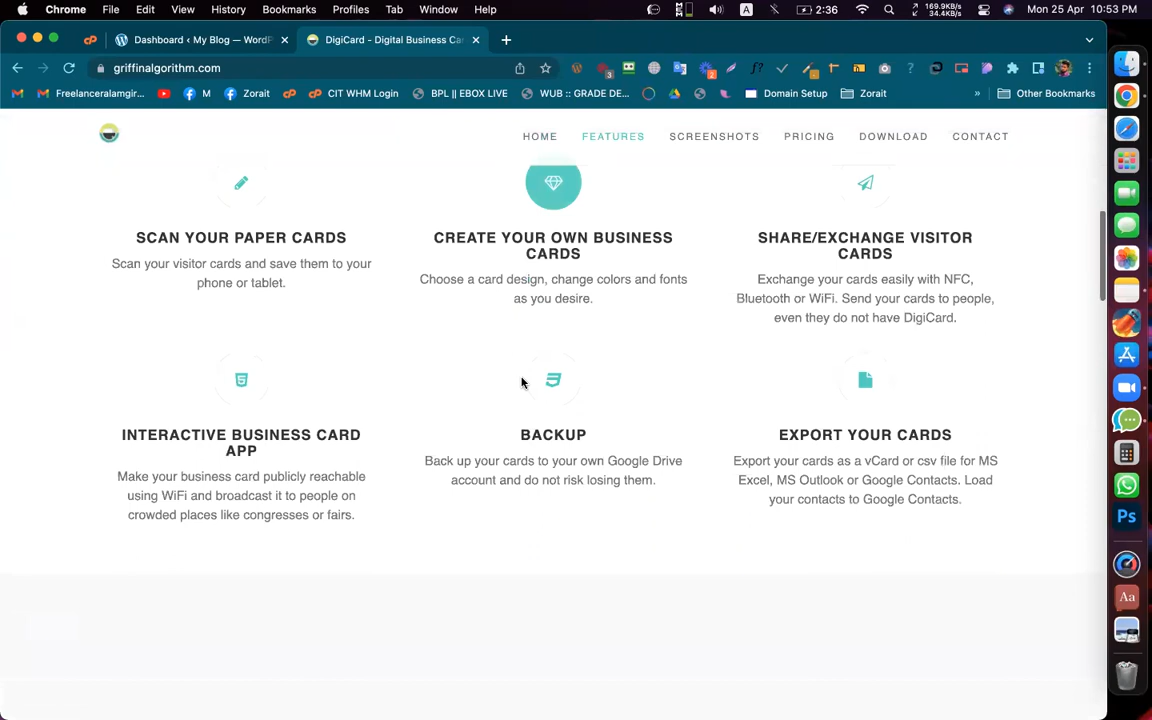 Chrome File Edit View History Bookmarks Profiles Tab Window Help
A 2:36 169.9KB/s Mon 25 Apr 10:53 PM
34.4KB/s
Dashboard ‹ My Blog — WordP
DigiCard - Digital Business Ca
griffinalgorithm.com
3
2
f?
Freelanceralamgir...
M
Zorait
CIT WHM Login
BPL || EBOX LIVE
WUB :: GRADE DE...
Domain Setup
Zorait
»
Other Bookmarks
HOME FEATURES SCREENSHOTS PRICING DOWNLOAD CONTACT
SCAN YOUR PAPER CARDS
Scan your visitor cards and save them to your
phone or tablet.
CREATE YOUR OWN BUSINESS
CARDS
Choose a card design, change colors and fonts
as you desire.
SHARE/EXCHANGE VISITOR
CARDS
Exchange your cards easily with NFC,
Bluetooth or WiFi. Send your cards to people,
even they do not have DigiCard.
INTERACTIVE BUSINESS CARD
APP
Make your business card publicly reachable
using WiFi and broadcast it to people on
crowded places like congresses or fairs.
BACKUP
Back up your cards to your own Google Drive
account and do not risk losing them.
EXPORT YOUR CARDS
Export your cards as a vCard or csv file for MS
Excel, MS Outlook or Google Contacts. Load
your contacts to Google Contacts.
Ps
Aa